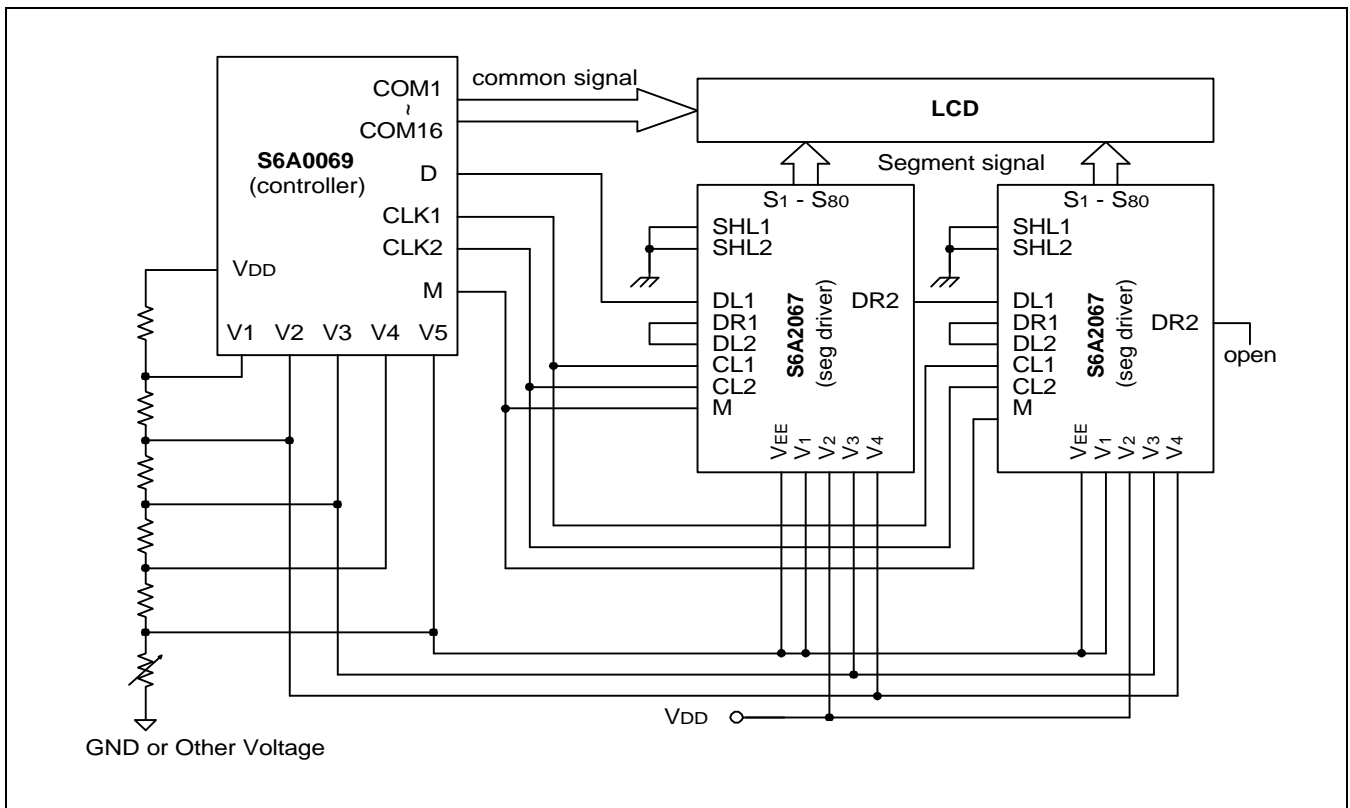 COM1
~
COM16
S6A0069
(controller)
D
CLK1
CLK2
VDD
M
V1 V2 V3 V4 V5
common signal
LCD
Segment signal
S1 - S80
SHL1
SHL2
DL1
DR1
DL2
CL1
CL2
M
DR2
S6A2067
(seg driver)
VEE V1 V2 V3 V4
S1 - S80
SHL1
SHL2
DL1
DR1
DL2
CL1
CL2
M
DR2
open
S6A2067
(seg driver)
VEE V1 V2 V3 V4
VDD
GND or Other Voltage